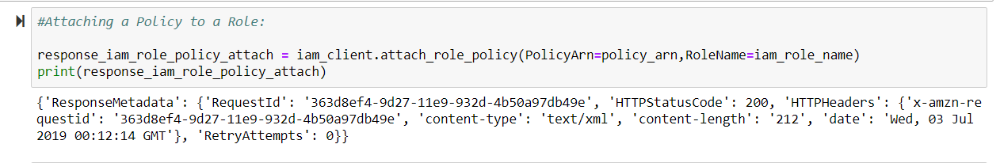 #Attaching a Policy to a Role:
response_iam_role_policy_attach = iam_client.attach_role_policy(PolicyArn=policy_arn,RoleName=iam_role_name)
print(response_iam_role_policy_attach)
{'ResponseMetadata': {'RequestId': '363d8ef4-9d27-11e9-932d-4b50a97db49e', 'HTTPStatusCode': 200, 'HTTPHeaders': {'x-amzn-re
questid': '363d8ef4-9d27-11e9-932d-4b50a97db49e', 'content-type': 'text/xml', 'content-length': '212', 'date': 'Wed, 03 Jul
2019 00:12:14 GMT'}, 'RetryAttempts': 0}}